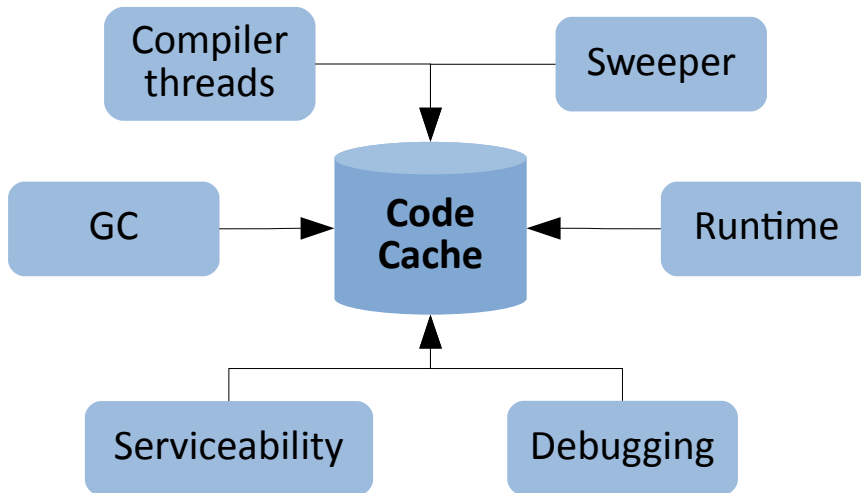 Compiler
threads
Sweeper
GC
Code
Cache
Runtime
Serviceability
Debugging